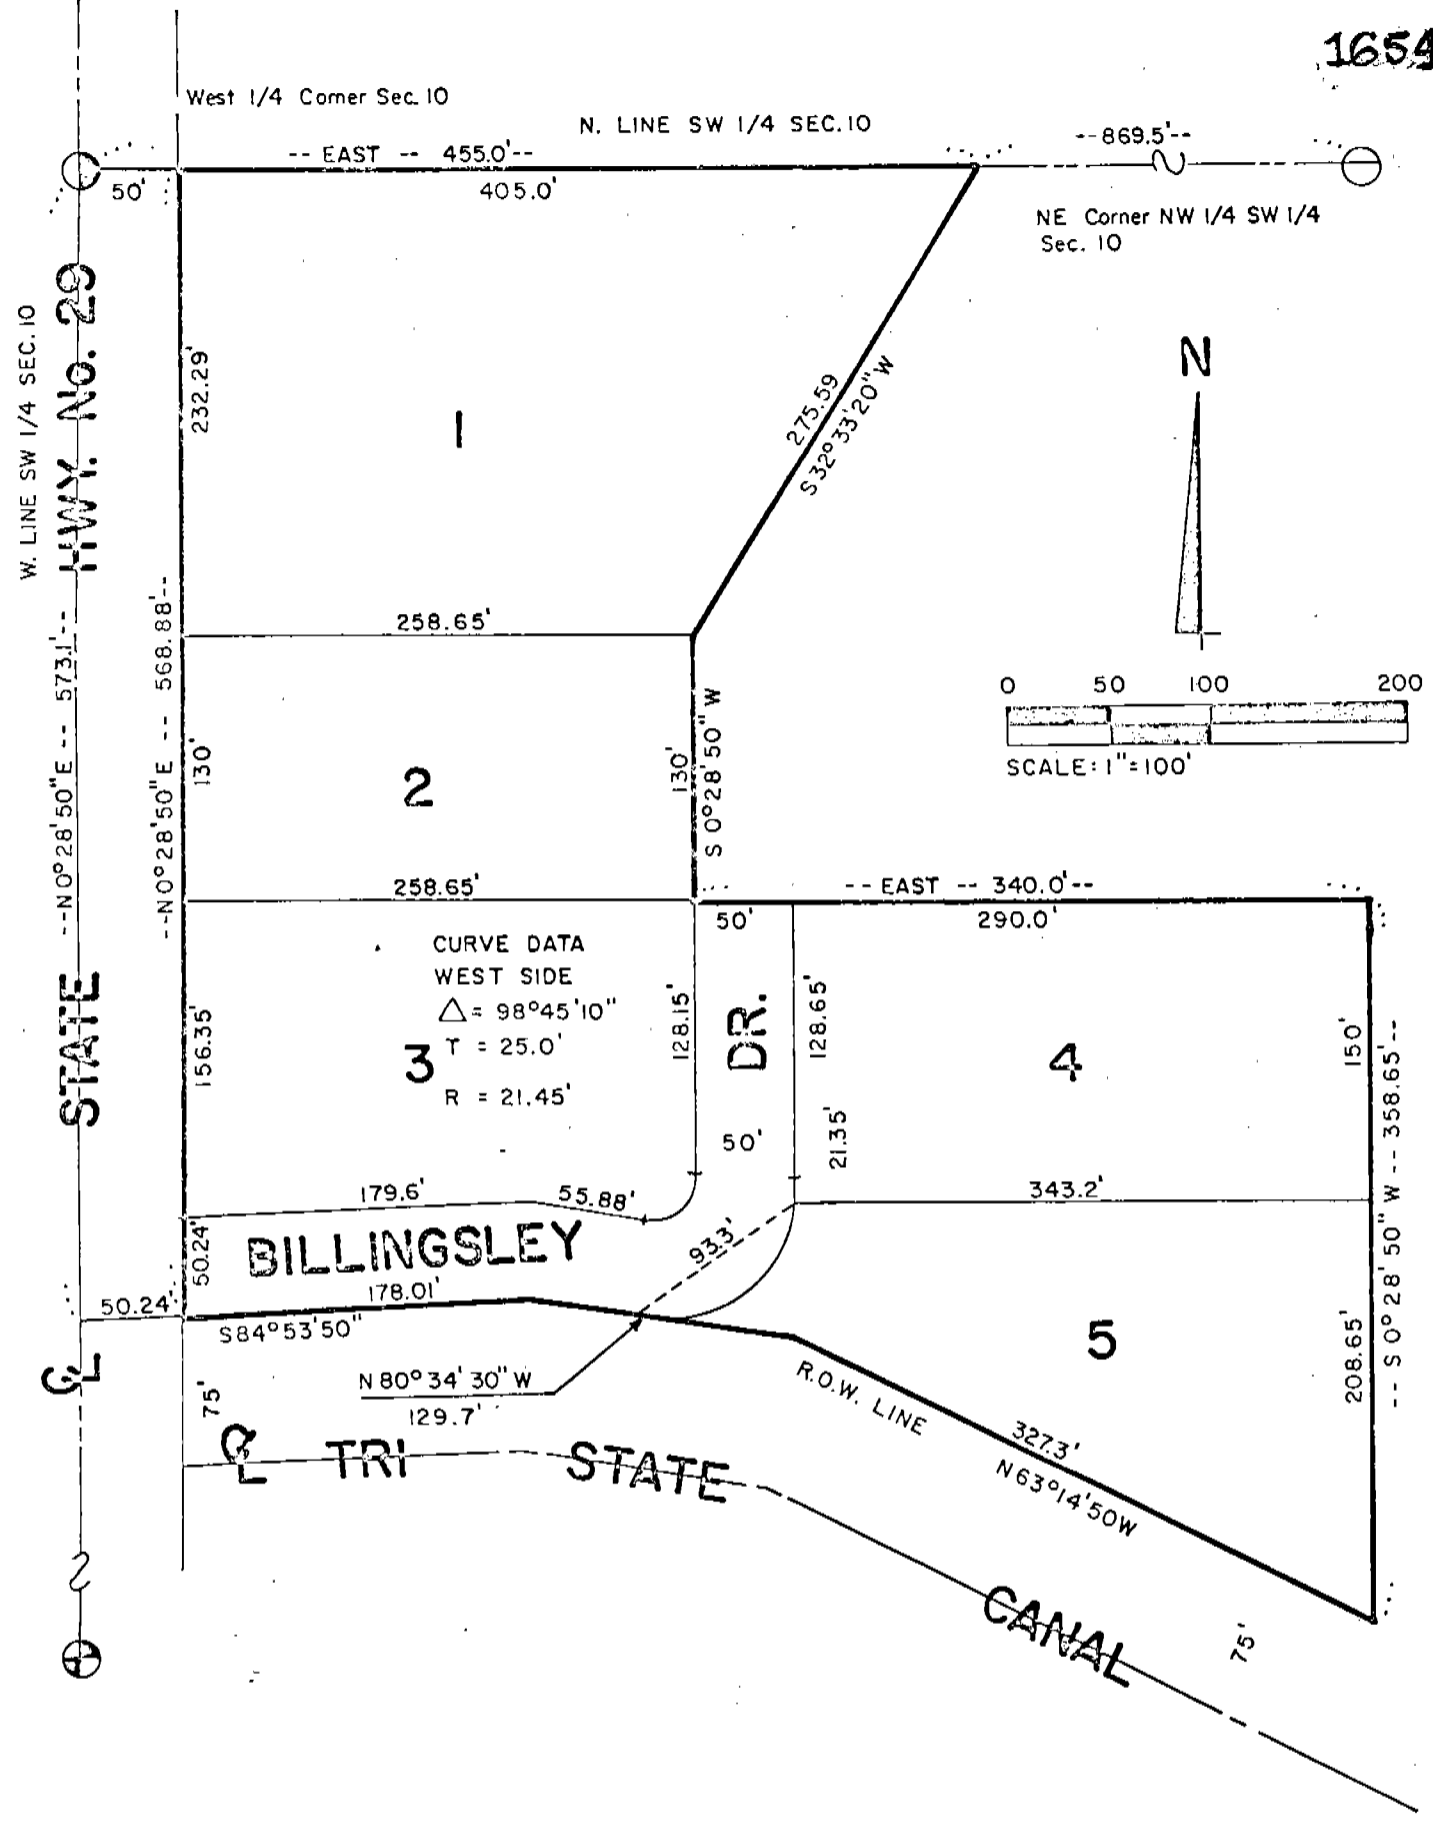 1654
West 1/4 Corner Sec. 10
N. LINE SW 1/4 SEC. 10
-- EAST -- 455.0'--
--869.5'--
50'
405.0'
NE Corner NW 1/4 SW 1/4
Sec. 10
W. LINE SW 1/4 SEC. 10
STATE HWY. No. 29
232.29'
1
275.59
S 32°33'20" W
N
258.65'
--N 0°28'50" E -- 573.1'--
--N 0°28'50" E -- 568.88'--
130'
2
130'
S 0°28'50" W
0 50 100 200
SCALE: 1"=100'
258.65'
-- EAST -- 340.0'--
50'
290.0'
CURVE DATA
WEST SIDE
△= 98°45'10"
T = 25.0'
R = 21.45'
156.35'
3
128.15'
DR.
128.65'
4
150'
-- S 0°28'50" W -- 358.65'--
50'
21.35'
179.6'
55.88'
343.2'
50.24'
BILLINGSLEY
93.3'
50.24'
178.01'
S84°53'50"
5
208.65'
℄
75'
N 80°34'30" W
129.7'
R.O.W. LINE
327.3'
N 63°14'50W
℄ TRI STATE CANAL
75'